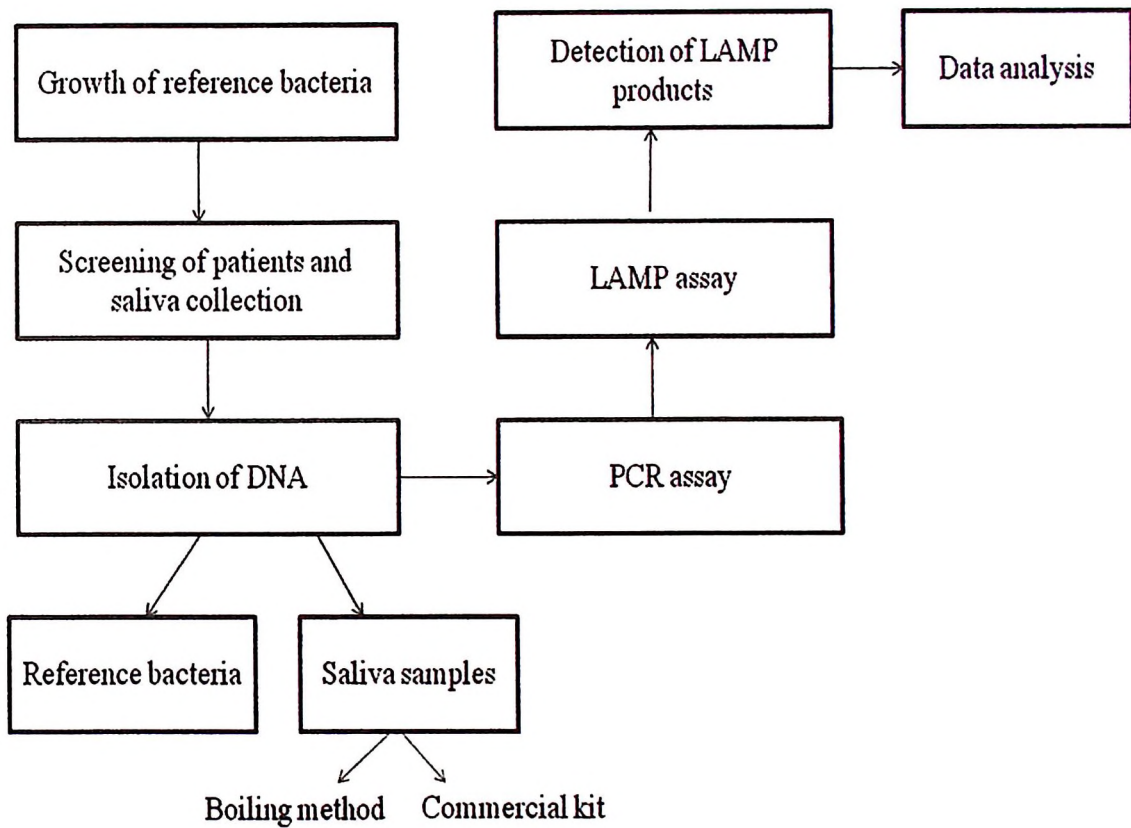 Growth of reference bacteria
Screening of patients and
saliva collection
Isolation of DNA
Reference bacteria
Saliva samples
Boiling method
Commercial kit
PCR assay
LAMP assay
Detection of LAMP
products
Data analysis